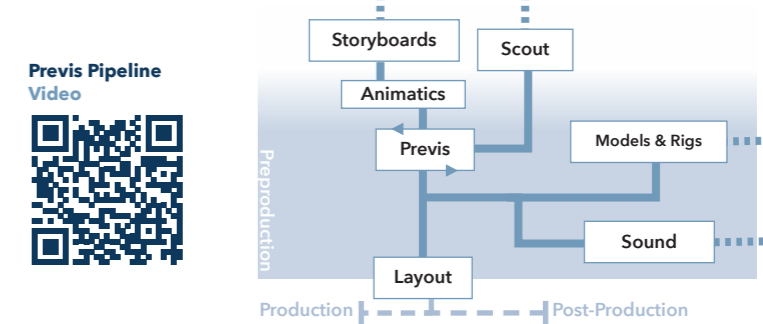 Previs Pipeline
Video
Storyboards
Scout
Animatics
Previs
Models & Rigs
Preproduction
Sound
Layout
Production
Post-Production